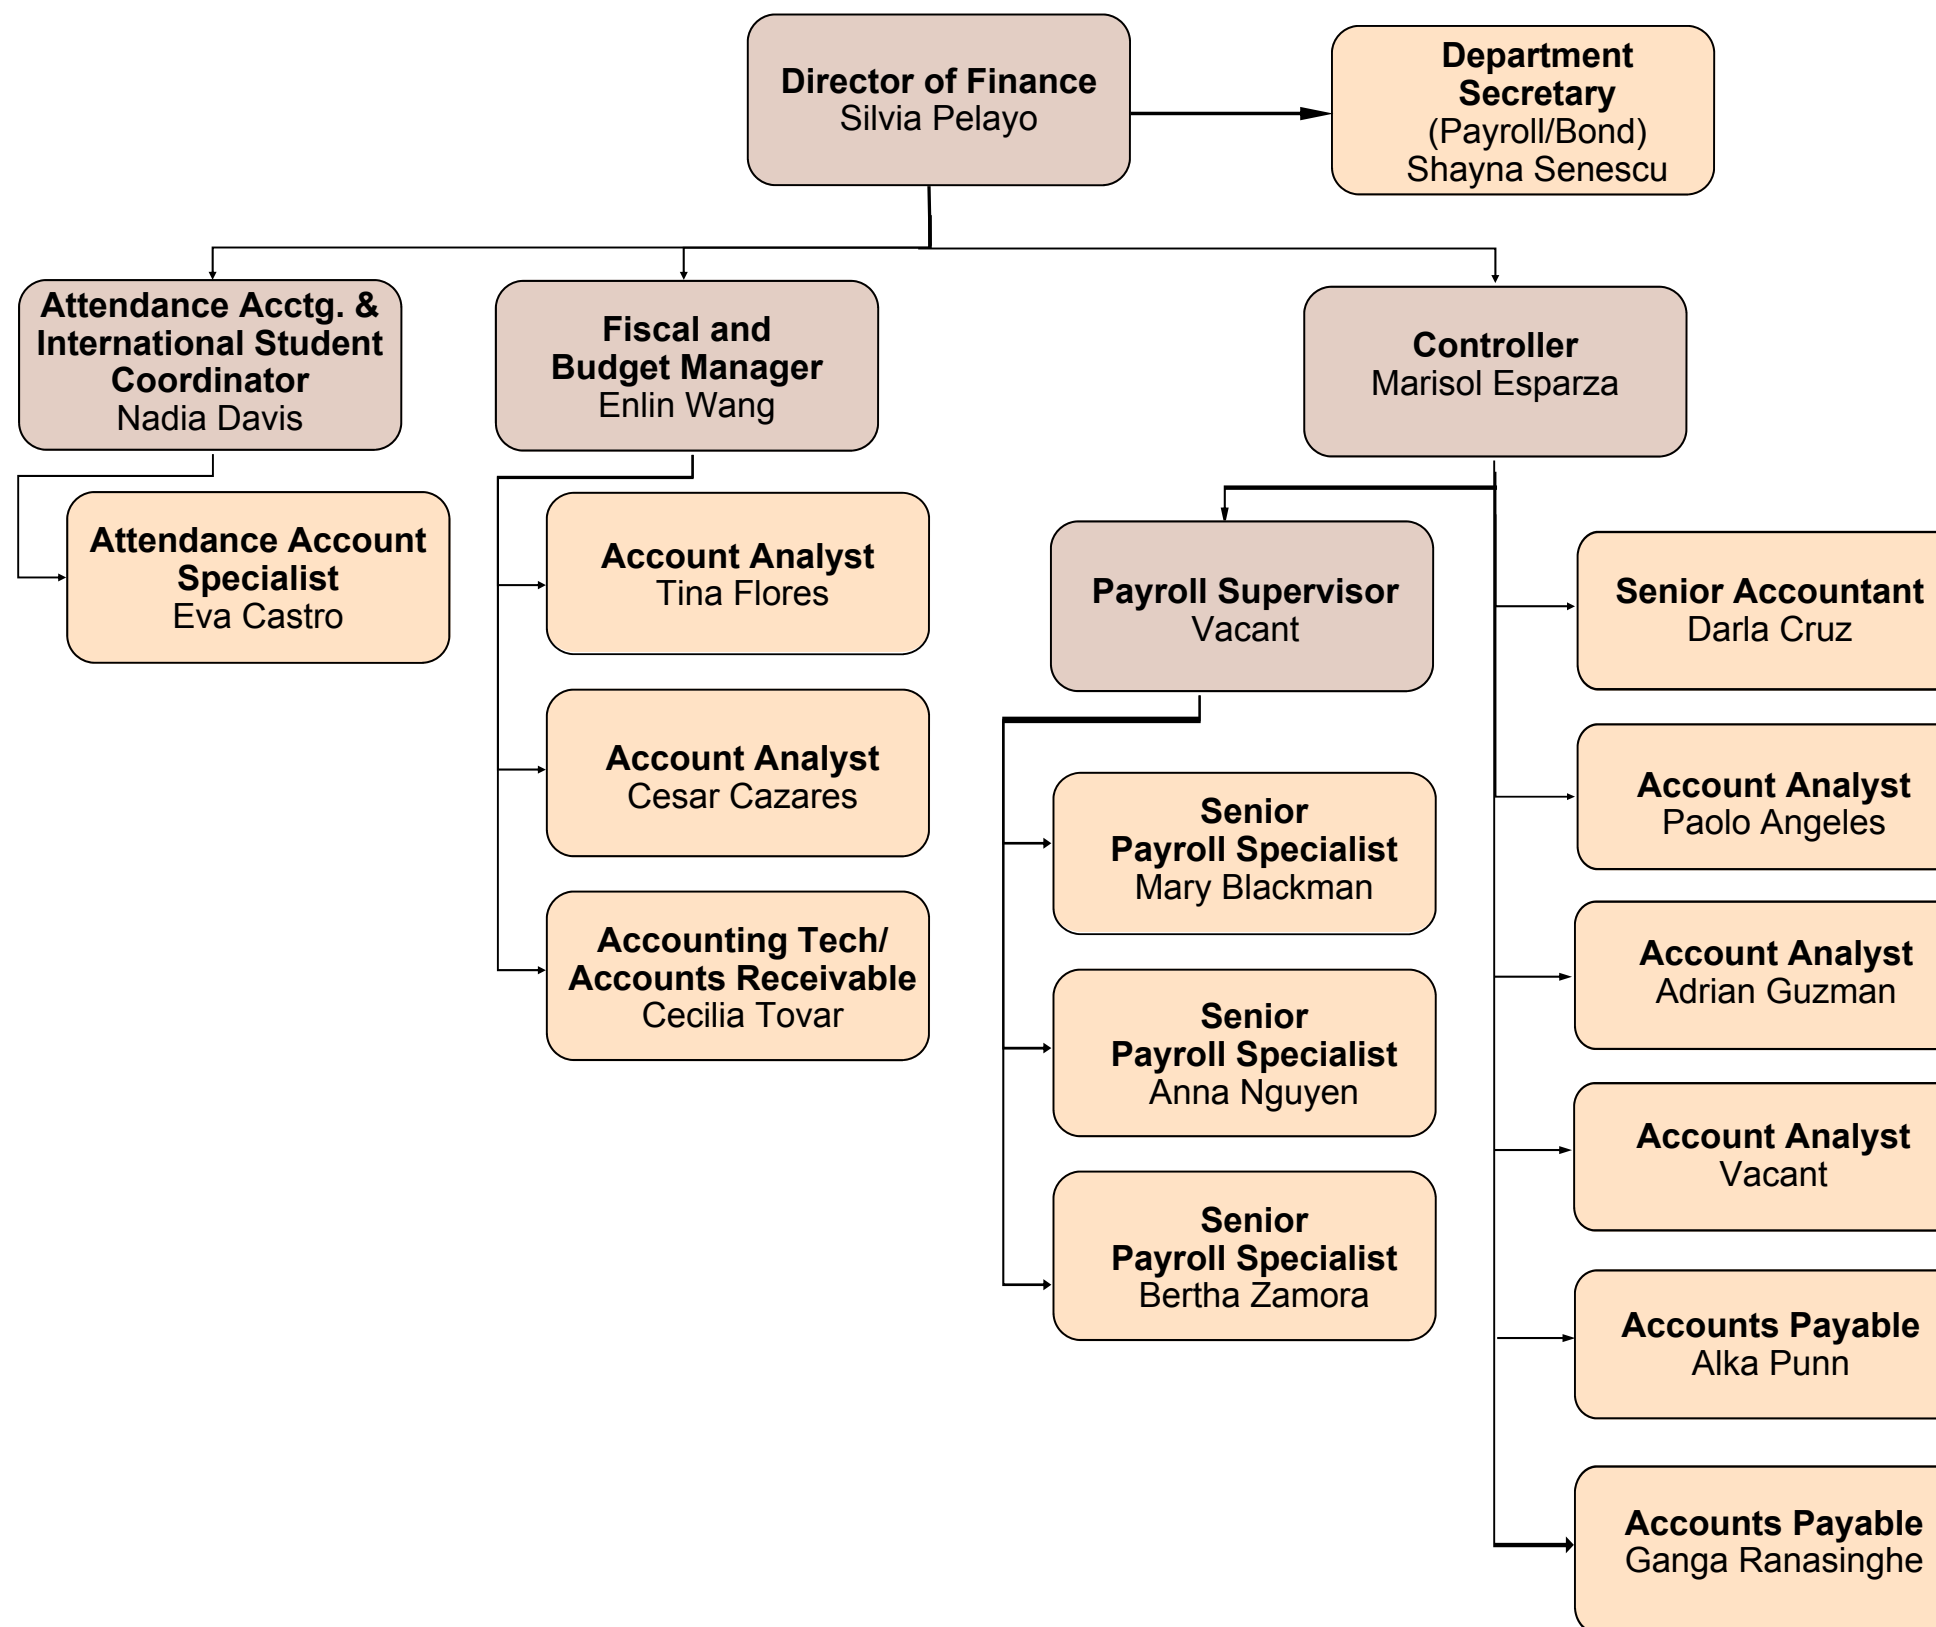 Director of Finance
Silvia Pelayo
Department
Secretary
(Payroll/Bond)
Shayna Senescu
Attendance Acctg. &
International Student
Coordinator
Nadia Davis
Fiscal and
Budget Manager
Enlin Wang
Controller
Marisol Esparza
Attendance Account
Specialist
Eva Castro
Account Analyst
Tina Flores
Account Analyst
Cesar Cazares
Accounting Tech/
Accounts Receivable
Cecilia Tovar
Payroll Supervisor
Vacant
Senior
Payroll Specialist
Mary Blackman
Senior
Payroll Specialist
Anna Nguyen
Senior
Payroll Specialist
Bertha Zamora
Senior Accountant
Darla Cruz
Account Analyst
Paolo Angeles
Account Analyst
Adrian Guzman
Account Analyst
Vacant
Accounts Payable
Alka Punn
Accounts Payable
Ganga Ranasinghe